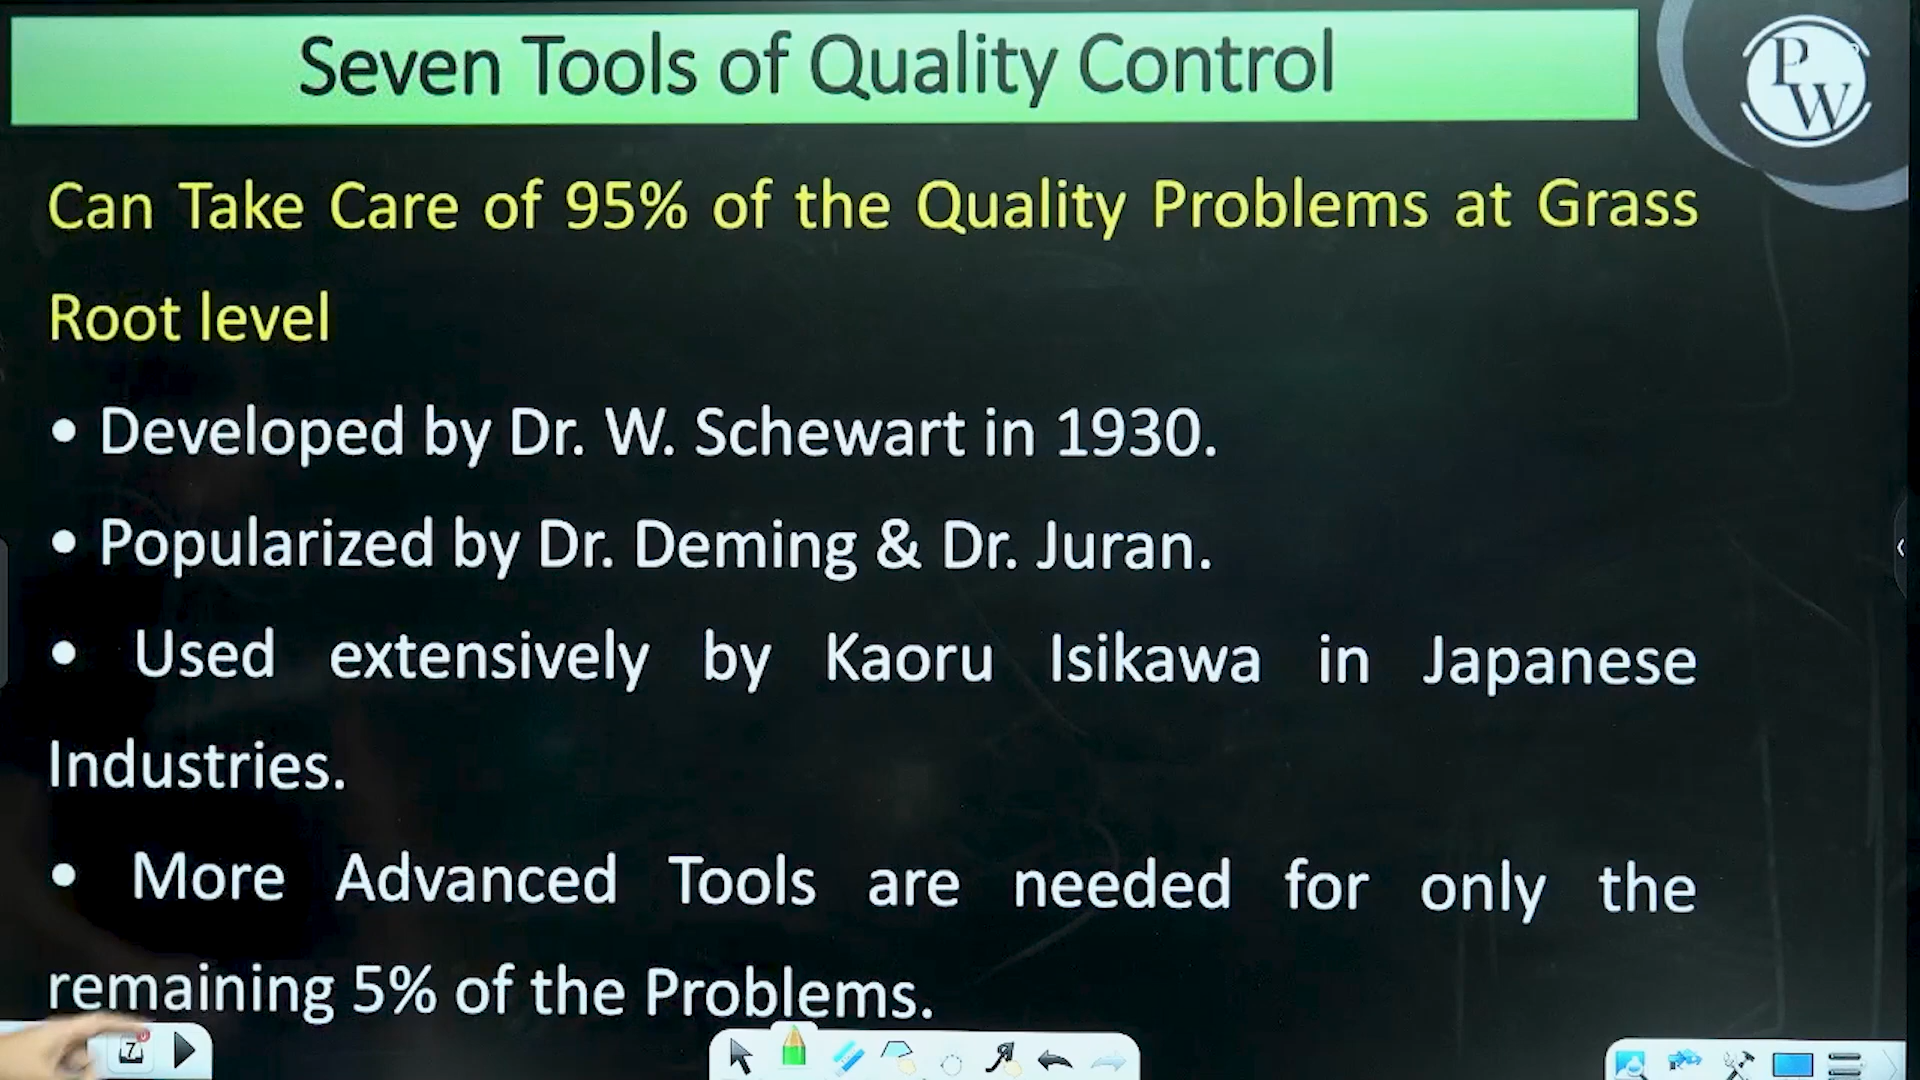 Seven Tools of Quality Control
P
W
Can Take Care of 95% of the Quality Problems at Grass
Root level
• Developed by Dr. W. Schewart in 1930.
• Popularized by Dr. Deming & Dr. Juran.
• Used extensively by Kaoru Isikawa in Japanese
Industries.
• More Advanced Tools are needed for only the
remaining 5% of the Problems.
7